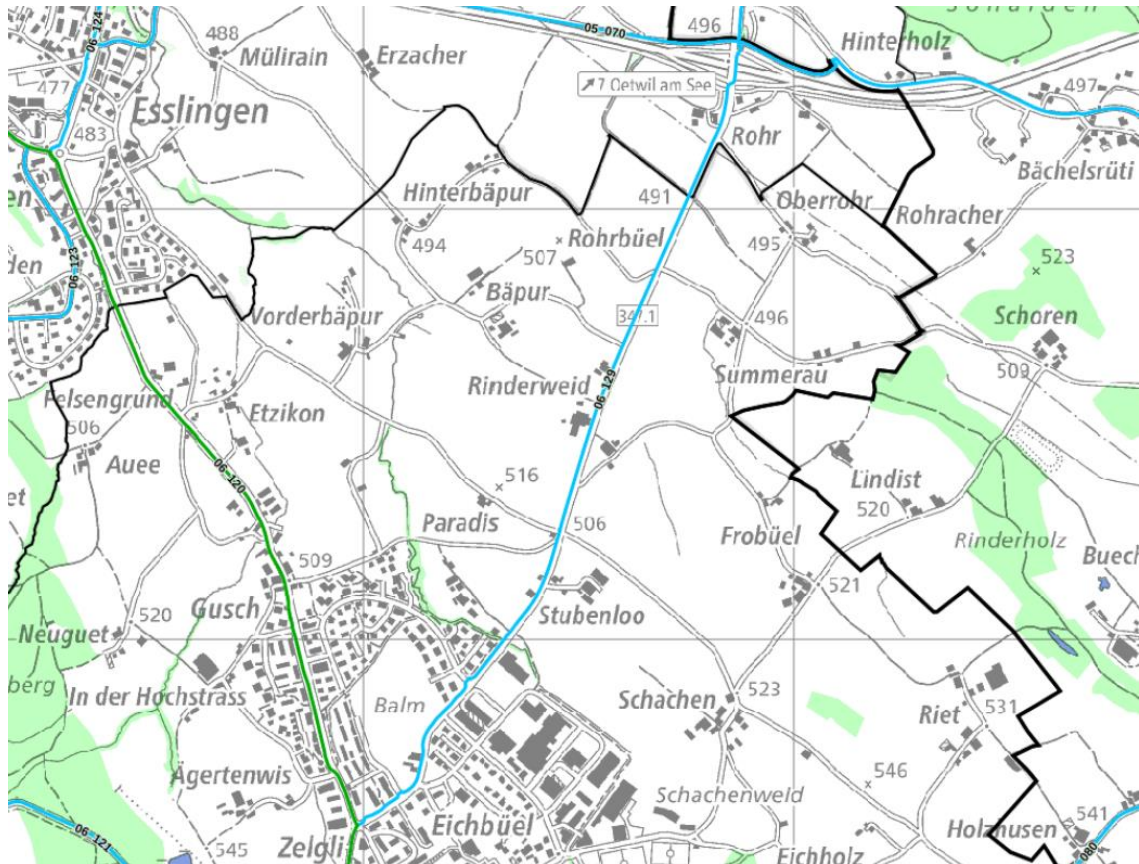 06-124
488
Mülirain
Erzacher
05-070
496
Hinterholz
477
7 Oetwil am See
497
Esslingen
483
Rohr
Bächelsrüti
Hinterbäpur
491
Oberrohr
Rohracher
494
Rohrbüel
495
507
523
06-123
Bäpur
Vorderbäpur
341.1
496
Schoren
Rinderweid
06-129
Summerau
509
Felsengrund
Etzikon
506
Auee
06-120
516
Lindist
Paradis
506
520
Frobüel
Rinderholz
509
521
Gusch
Stubenloo
520
Neuguet
In der Hochstrass
Balm
Schachen
523
Riet
531
Ägertenwis
546
Schachenweid
06-121
545
Zelgli
Eichbüel
Eichholz
Holzhusen
541
080